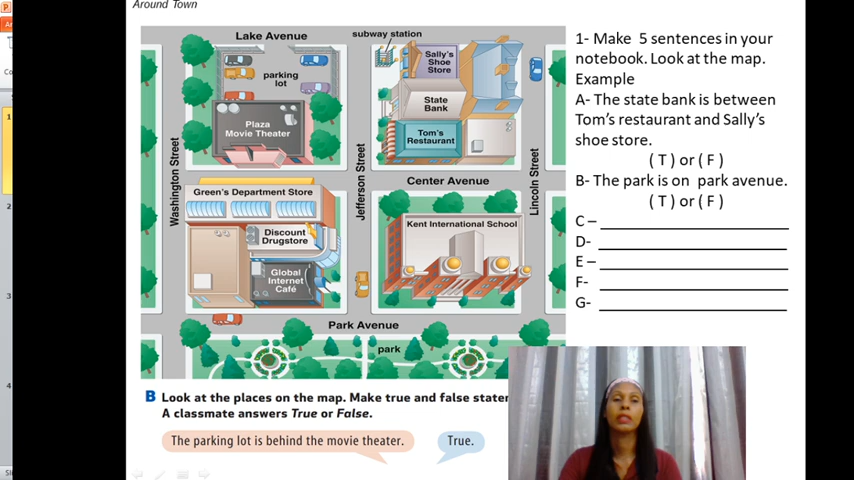 Around Town
Lake Avenue
subway station
parking
lot
Sally's
Shoe
Store
State
Bank
Plaza
Movie Theater
Tom's
Restaurant
Washington Street
Jefferson Street
Lincoln Street
Center Avenue
Green's Department Store
Discount
Drugstore
Global
Internet
Café
Kent International School
Park Avenue
park
B Look at the places on the map. Make true and false
A classmate answers True or False.
The parking lot is behind the movie theater.
True.
1- Make 5 sentences in your
notebook. Look at the map.
Example
A- The state bank is between
Tom's restaurant and Sally's
shoe store.
( T ) or ( F )
B- The park is on park avenue.
( T ) or ( F )
C –
D-
E –
F-
G-
1
2
3
4